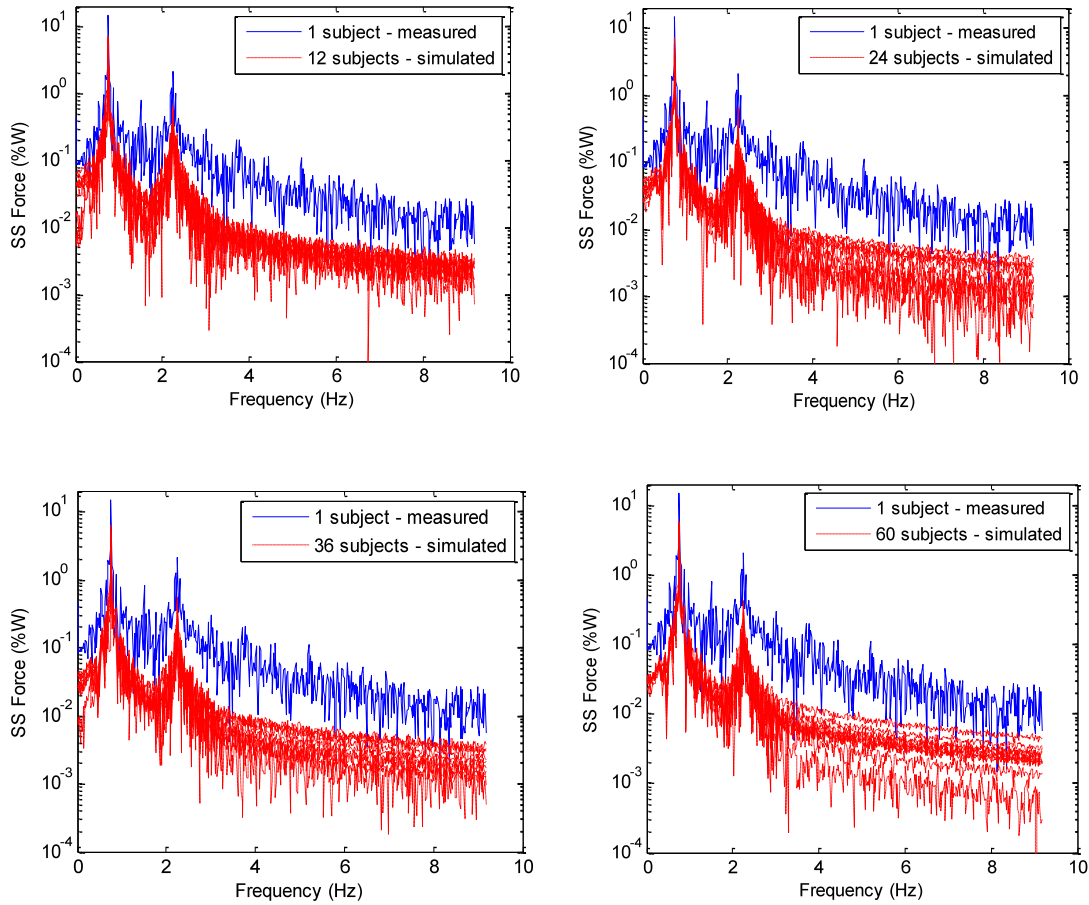 1 subject - measured
12 subjects - simulated
SS Force (%W)
10^1
10^0
10^-1
10^-2
10^-3
10^-4
0 2 4 6 8 10
Frequency (Hz)
1 subject - measured
24 subjects - simulated
SS Force (%W)
10^1
10^0
10^-1
10^-2
10^-3
10^-4
0 2 4 6 8 10
Frequency (Hz)
1 subject - measured
36 subjects - simulated
SS Force (%W)
10^1
10^0
10^-1
10^-2
10^-3
10^-4
0 2 4 6 8 10
Frequency (Hz)
1 subject - measured
60 subjects - simulated
SS Force (%W)
10^1
10^0
10^-1
10^-2
10^-3
10^-4
0 2 4 6 8 10
Frequency (Hz)